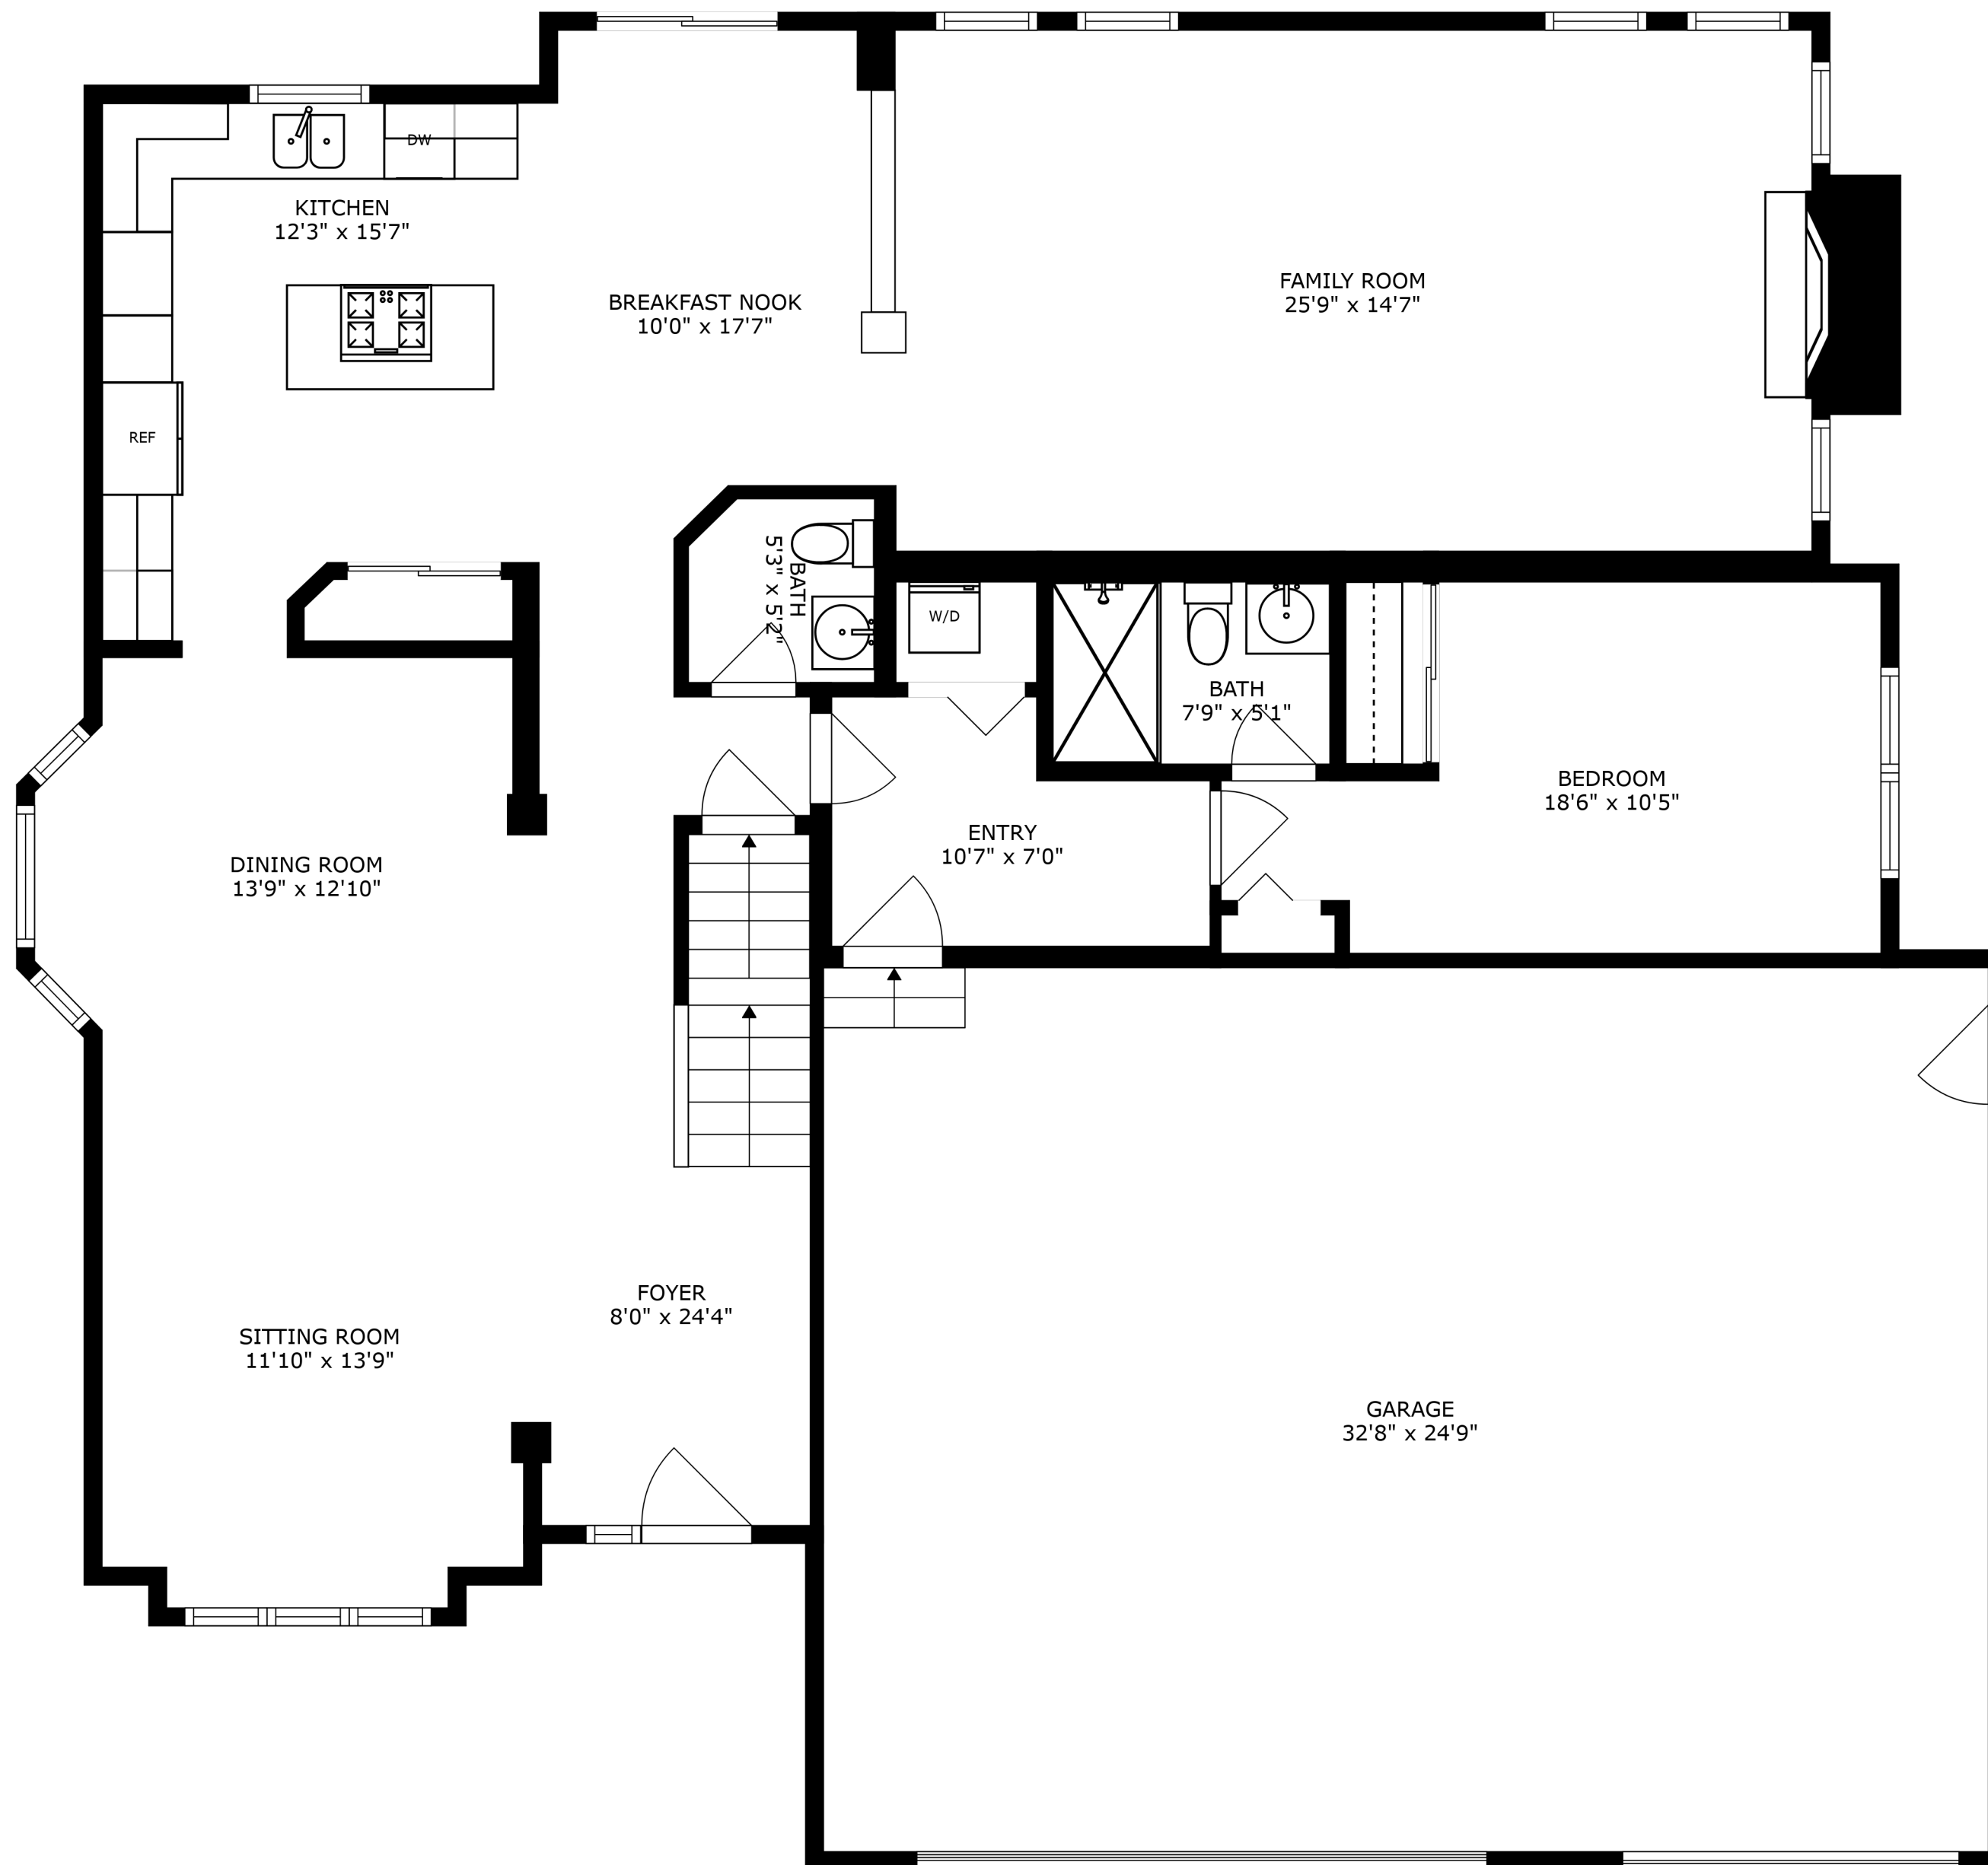 DW
KITCHEN
12'3" x 15'7"
BREAKFAST NOOK
10'0" x 17'7"
FAMILY ROOM
25'9" x 14'7"
REF
BATH
5'3" x 5'2"
W/D
BATH
7'9" x 5'1"
BEDROOM
18'6" x 10'5"
ENTRY
10'7" x 7'0"
DINING ROOM
13'9" x 12'10"
FOYER
8'0" x 24'4"
SITTING ROOM
11'10" x 13'9"
GARAGE
32'8" x 24'9"